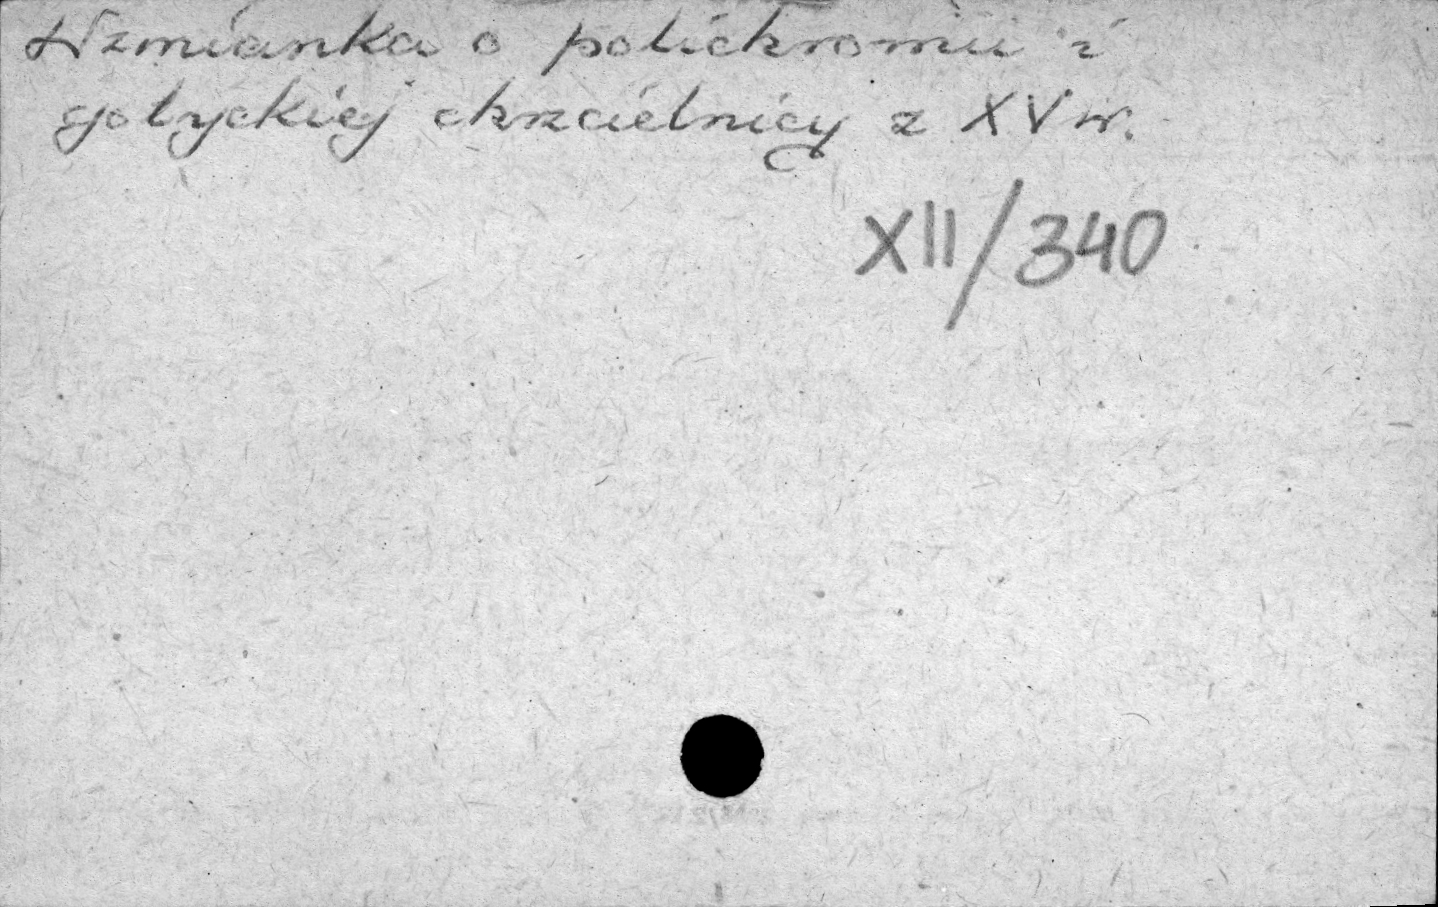 Wzmianka o polichromii i
gotyckiej chrzcielnicy z XV w.
XII/340